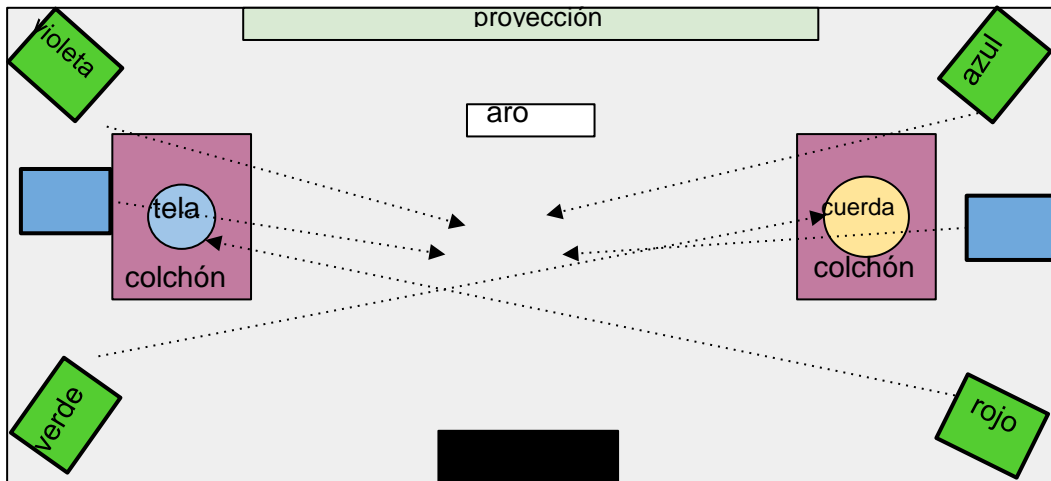 proyección
violeta
azul
aro
tela
cuerda
colchón
colchón
verde
rojo